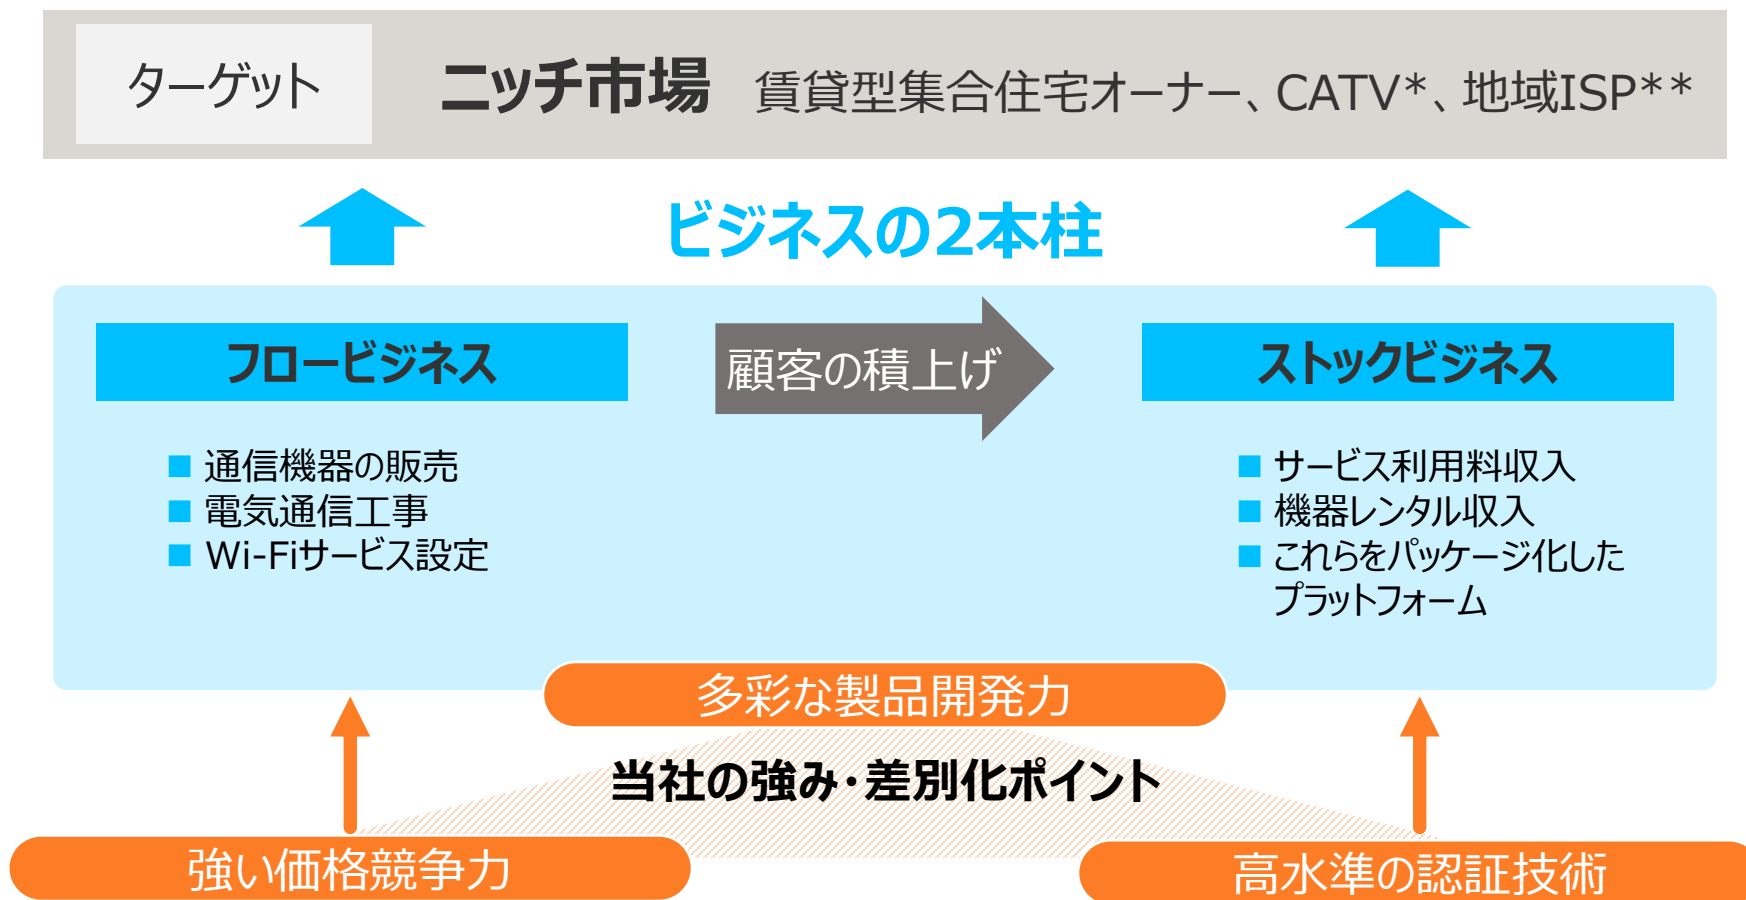 ターゲット
ニッチ市場 賃貸型集合住宅オーナー、CATV*、地域ISP**
ビジネスの2本柱
フロービジネス
顧客の積上げ
ストックビジネス
■ 通信機器の販売
■ 電気通信工事
■ Wi-Fiサービス設定
■ サービス利用料収入
■ 機器レンタル収入
■ これらをパッケージ化した
プラットフォーム
多彩な製品開発力
当社の強み・差別化ポイント
強い価格競争力
高水準の認証技術